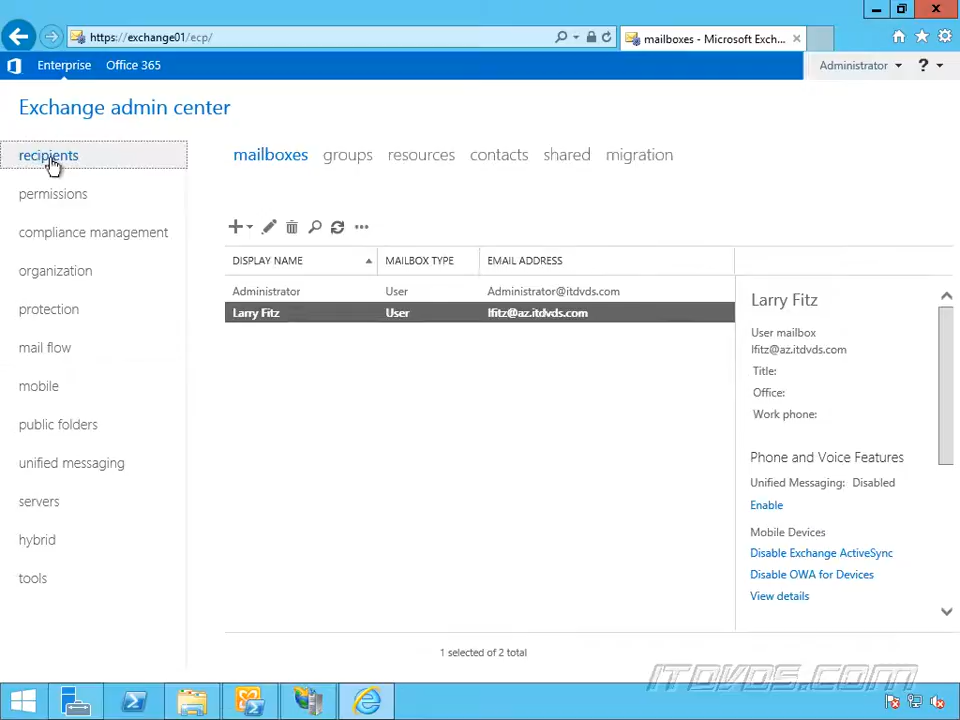 https://exchange01/ecp/
mailboxes - Microsoft Exch...
Enterprise Office 365
Administrator ?
Exchange admin center
recipients
permissions
compliance management
organization
protection
mail flow
mobile
public folders
unified messaging
servers
hybrid
tools
mailboxes groups resources contacts shared migration
DISPLAY NAME MAILBOX TYPE EMAIL ADDRESS
Administrator User Administrator@itdvds.com
Larry Fitz User lfitz@az.itdvds.com
Larry Fitz
User mailbox
lfitz@az.itdvds.com
Title:
Office:
Work phone:
Phone and Voice Features
Unified Messaging: Disabled
Enable
Mobile Devices
Disable Exchange ActiveSync
Disable OWA for Devices
View details
1 selected of 2 total
ITDVDS.COM